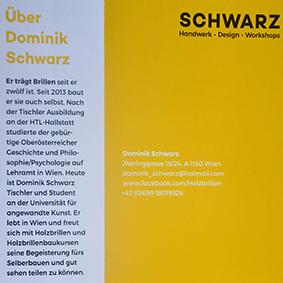 Über
Dominik
Schwarz
Er trägt Brillen seit er
zwölf ist. Seit 2013 baut
er sie auch selbst. Nach
der Tischler Ausbildung
an der HTL-Hallstatt
studierte der gebür-
tige Oberösterreicher
Geschichte und Philo-
sophie/Psychologie auf
Lehramt in Wien. Heute
ist Dominik Schwarz
Tischler und Student
an der Universität für
angewandte Kunst. Er
lebt in Wien und freut
sich mit Holzbrillen und
Holzbrillenbaukursen
seine Begeisterung fürs
Selberbauen und gut
sehen teilen zu können.
SCHWARZ
Handwerk · Design · Workshops
Dominik Schwarz
Jheringgasse 15/24, A-1150 Wien
dominik_schwarz@hotmail.com
www.facebook.com/Holzbrillen
+43 (0)699 18019926